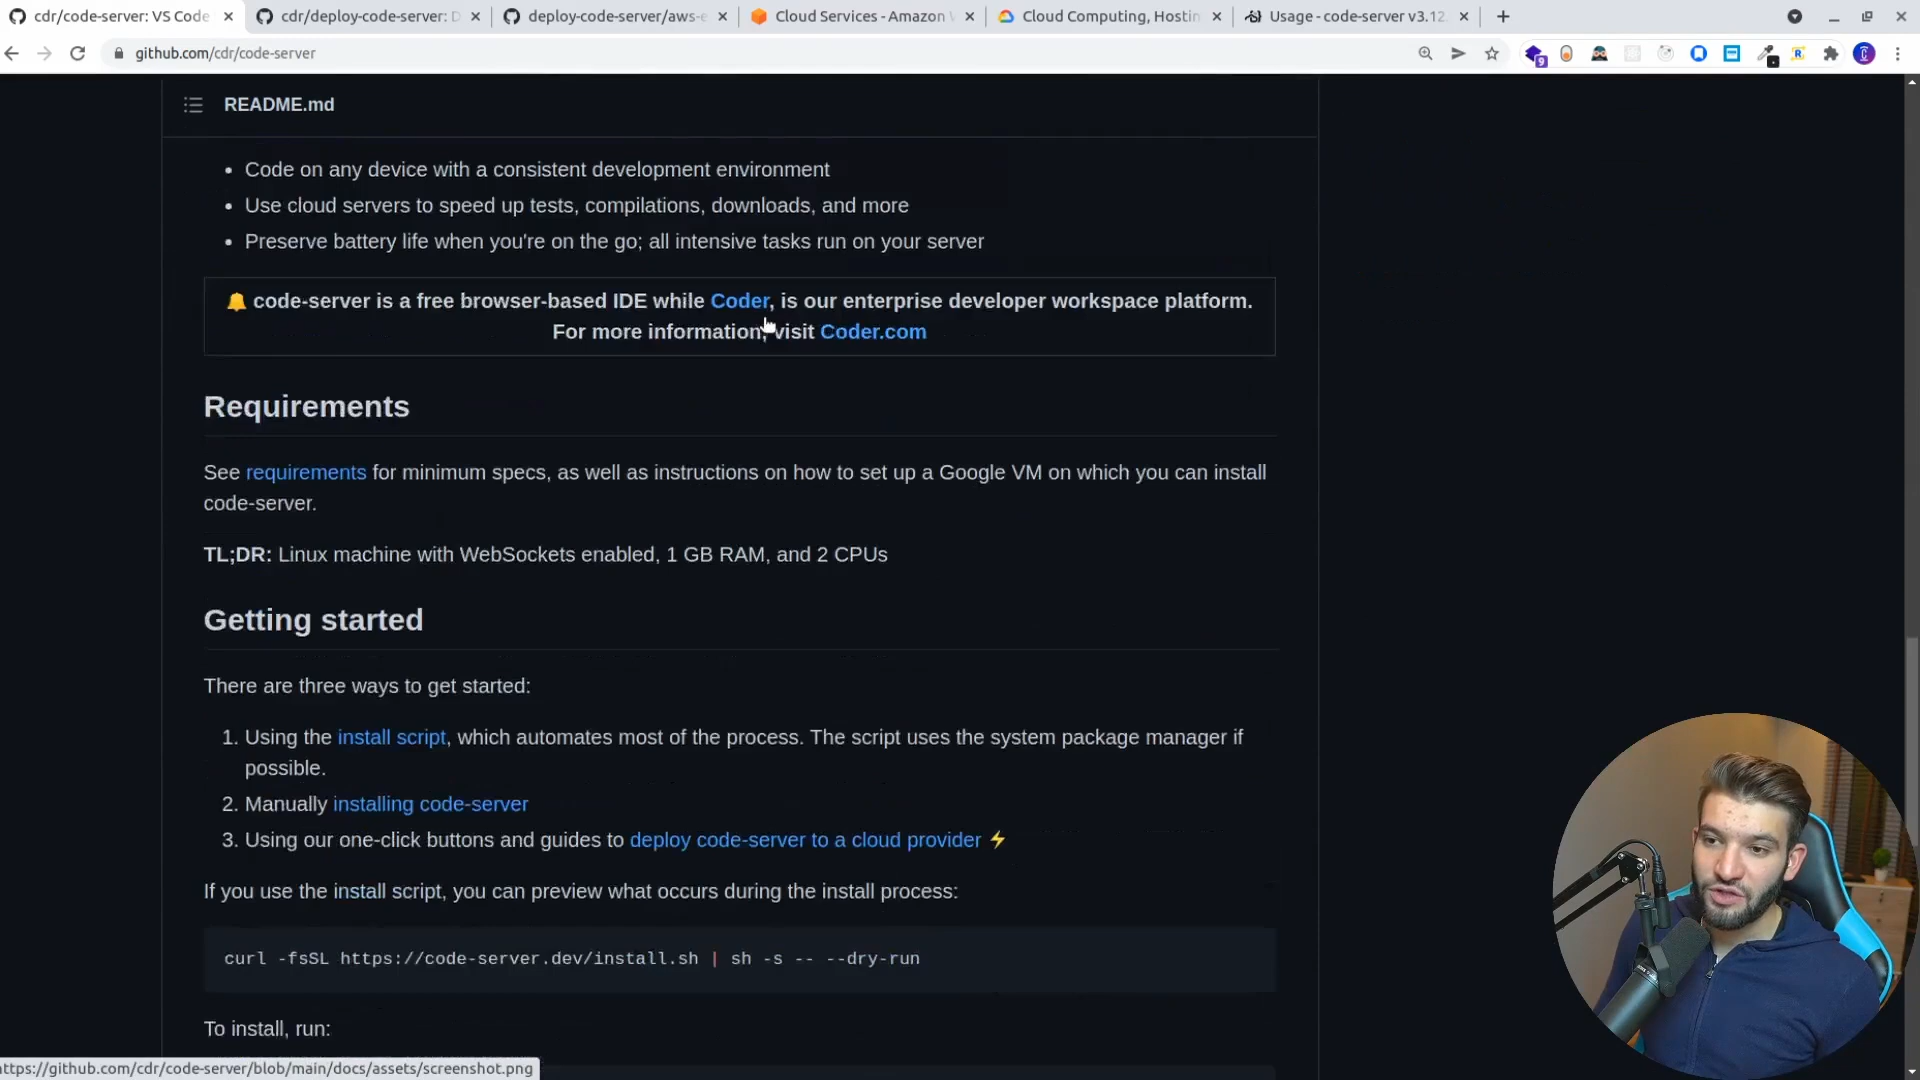 cdr/code-server: VS Code
cdr/deploy-code-server: D
deploy-code-server/aws-e
Cloud Services - Amazon W
Cloud Computing, Hostin
Usage - code-server v3.12.
github.com/cdr/code-server
9
README.md
• Code on any device with a consistent development environment
• Use cloud servers to speed up tests, compilations, downloads, and more
• Preserve battery life when you're on the go; all intensive tasks run on your server
🔔 code-server is a free browser-based IDE while Coder, is our enterprise developer workspace platform.
For more information, visit Coder.com
Requirements
See requirements for minimum specs, as well as instructions on how to set up a Google VM on which you can install
code-server.
TL;DR: Linux machine with WebSockets enabled, 1 GB RAM, and 2 CPUs
Getting started
There are three ways to get started:
1. Using the install script, which automates most of the process. The script uses the system package manager if
possible.
2. Manually installing code-server
3. Using our one-click buttons and guides to deploy code-server to a cloud provider ⚡
If you use the install script, you can preview what occurs during the install process:
curl -fsSL https://code-server.dev/install.sh | sh -s -- --dry-run
To install, run:
https://github.com/cdr/code-server/blob/main/docs/assets/screenshot.png